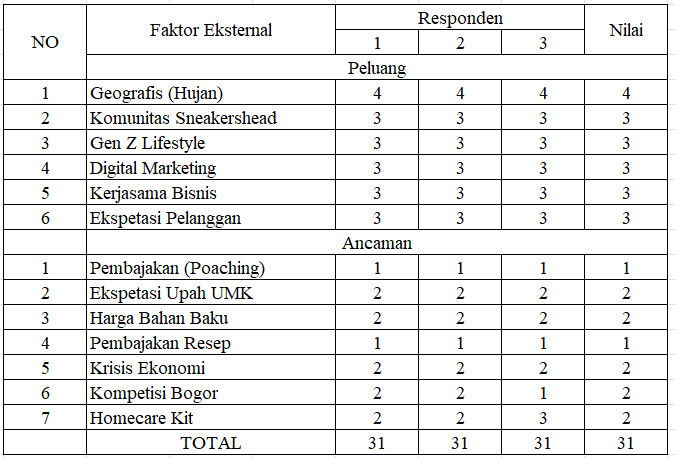 NO Faktor Eksternal Responden Nilai
1 2 3
Peluang
1 Geografis (Hujan) 4 4 4 4
2 Komunitas Sneakershead 3 3 3 3
3 Gen Z Lifestyle 3 3 3 3
4 Digital Marketing 3 3 3 3
5 Kerjasama Bisnis 3 3 3 3
6 Ekspetasi Pelanggan 3 3 3 3
Ancaman
1 Pembajakan (Poaching) 1 1 1 1
2 Ekspetasi Upah UMK 2 2 2 2
3 Harga Bahan Baku 2 2 2 2
4 Pembajakan Resep 1 1 1 1
5 Krisis Ekonomi 2 2 2 2
6 Kompetisi Bogor 2 2 1 2
7 Homecare Kit 2 2 3 2
TOTAL 31 31 31 31